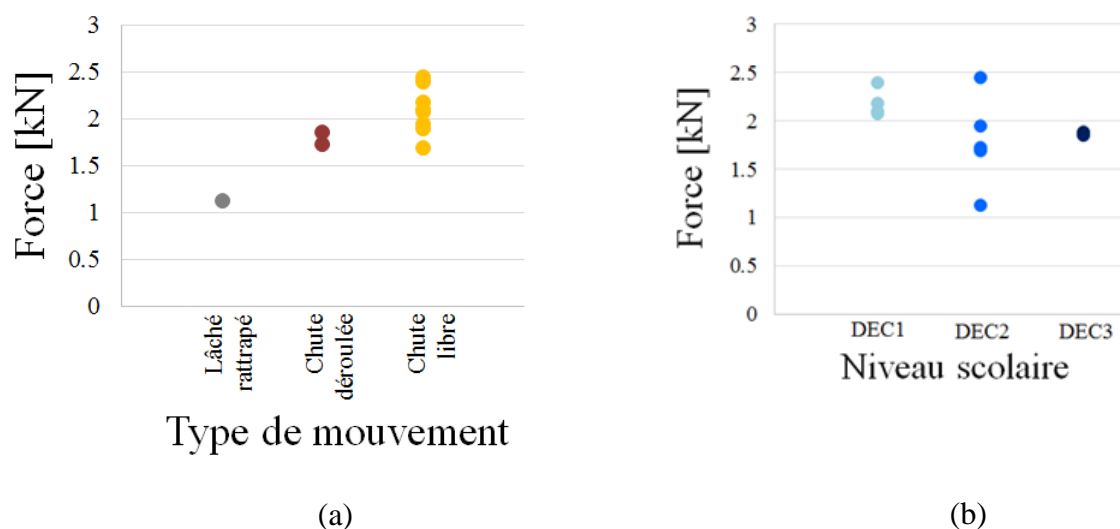 3
2.5
2
1.5
1
0.5
0
Force [kN]
Lâché
rattrapé
Chute
déroulée
Chute
libre
Type de mouvement
(a)
3
2.5
2
1.5
1
0.5
0
Force [kN]
DEC1 DEC2 DEC3
Niveau scolaire
(b)